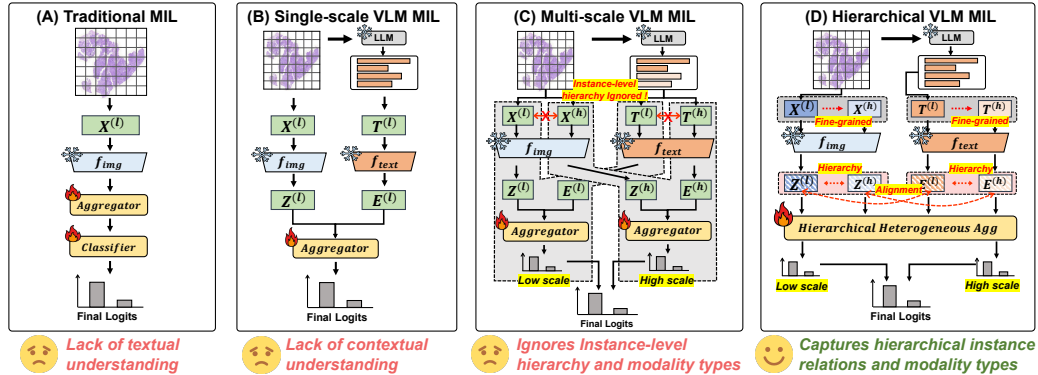 (A) Traditional MIL
X^(l)
f_img
Aggregator
Classifier
Final Logits
Lack of textual
understanding
(B) Single-scale VLM MIL
LLM
X^(l) T^(l)
f_img f_text
Z^(l) E^(l)
Aggregator
Final Logits
Lack of contextual
understanding
(C) Multi-scale VLM MIL
LLM
Instance-level
hierarchy Ignored !
X^(l) X X^(h) T^(l) X T^(h)
f_img f_text
Z^(l) E^(l) Z^(h) E^(h)
Aggregator Aggregator
Low scale High scale
Final Logits
Ignores Instance-level
hierarchy and modality types
(D) Hierarchical VLM MIL
LLM
X^(l) X^(h) T^(l) T^(h)
Fine-grained Fine-grained
f_img f_text
Hierarchy Hierarchy
Z^(l) Z^(h) E^(l) E^(h)
Alignment
Hierarchical Heterogeneous Agg
Low scale High scale
Final Logits
Captures hierarchical instance
relations and modality types